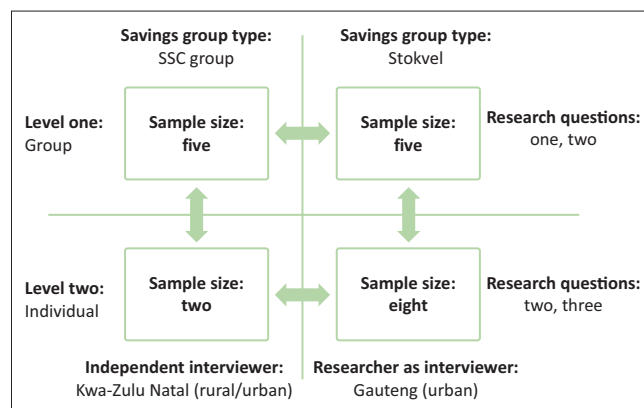 Savings group type:
SSC group
Savings group type:
Stokvel
Level one:
Group
Sample size:
five
Sample size:
five
Research questions:
one, two
Level two:
Individual
Sample size:
two
Sample size:
eight
Research questions:
two, three
Independent interviewer:
Kwa-Zulu Natal (rural/urban)
Researcher as interviewer:
Gauteng (urban)